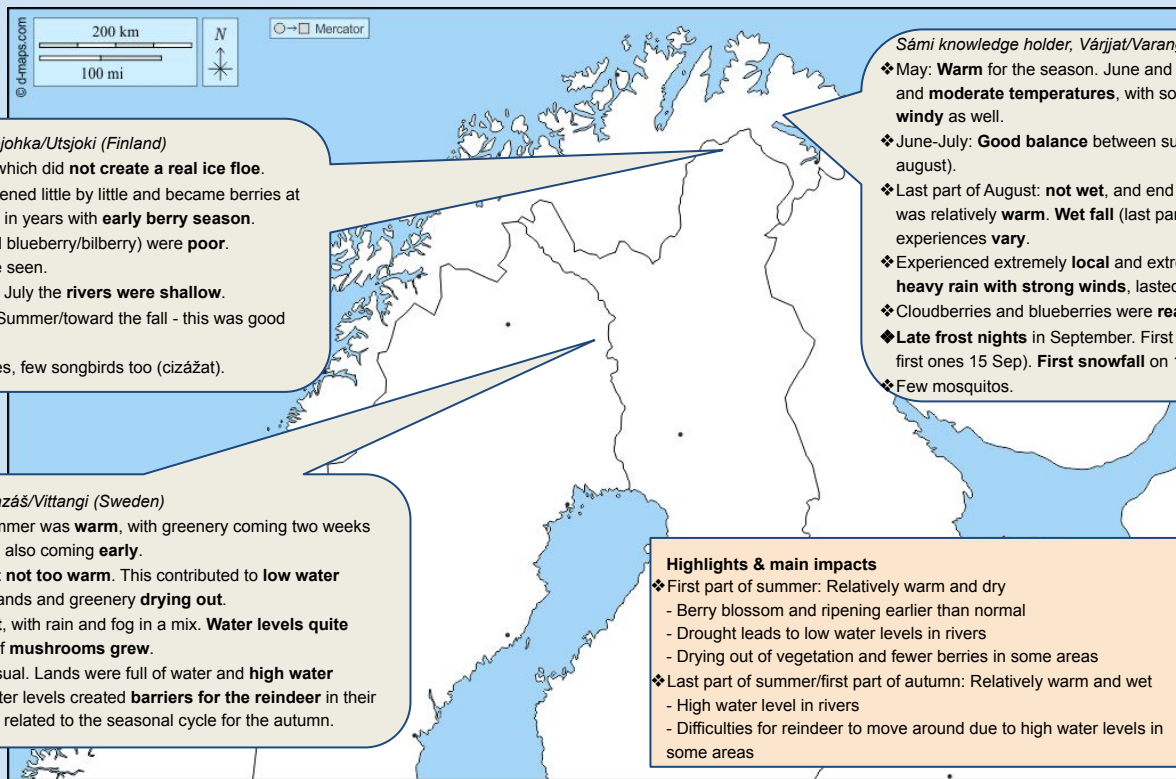 © d-maps.com
200 km
100 mi
N
Mercator
johka/Utsjoki (Finland)
which did not create a real ice floe.
ened little by little and became berries at
in years with early berry season.
blueberry/bilberry) were poor.
seen.
July the rivers were shallow.
Summer/toward the fall - this was good
es, few songbirds too (cizážat).
Sámi knowledge holder, Várjjat/Varang
❖May: Warm for the season. June and
and moderate temperatures, with so
windy as well.
❖June-July: Good balance between su
august).
❖Last part of August: not wet, and end
was relatively warm. Wet fall (last par
experiences vary.
❖Experienced extremely local and extre
heavy rain with strong winds, lasted
❖Cloudberries and blueberries were rea
❖Late frost nights in September. First
first ones 15 Sep). First snowfall on 1
❖Few mosquitos.
azáš/Vittangi (Sweden)
mmer was warm, with greenery coming two weeks
also coming early.
t not too warm. This contributed to low water
ands and greenery drying out.
t, with rain and fog in a mix. Water levels quite
f mushrooms grew.
sual. Lands were full of water and high water
ter levels created barriers for the reindeer in their
related to the seasonal cycle for the autumn.
Highlights & main impacts
❖First part of summer: Relatively warm and dry
- Berry blossom and ripening earlier than normal
- Drought leads to low water levels in rivers
- Drying out of vegetation and fewer berries in some areas
❖Last part of summer/first part of autumn: Relatively warm and wet
- High water level in rivers
- Difficulties for reindeer to move around due to high water levels in
some areas